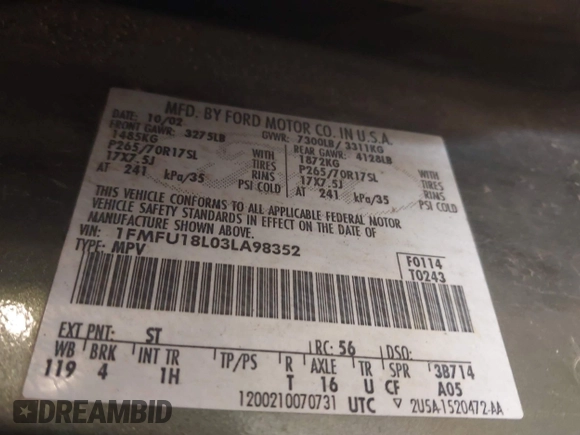 MFD. BY FORD MOTOR CO. IN U.S.A.
DATE: 10/02 GVWR: 7300LB/ 3311KG
FRONT GAWR: 3275LB REAR GAWR: 4128LB
1485KG 1872KG
P265/70R17SL TIRES P265/70R17SL TIRES
17X7.5J RIMS 17X7.5J RIMS
AT 241 kPa/35 PSI COLD AT 241 kPa/35 PSI COLD
THIS VEHICLE CONFORMS TO ALL APPLICABLE FEDERAL MOTOR
VEHICLE SAFETY STANDARDS IN EFFECT ON THE DATE OF
MANUFACTURE SHOWN ABOVE.
VIN: 1FMFU18L03LA98352
TYPE: MPV
F0114
T0243
EXT PNT: ST RC: 56 DSO:
WB BRK INT TR TP/PS R AXLE TR SPR 3B714
119 4 1H T 16 U CF A05
1200210070731 UTC ▽ 2U5A-1520472-AA
DREAMBID
EASY AUTO IMPORT